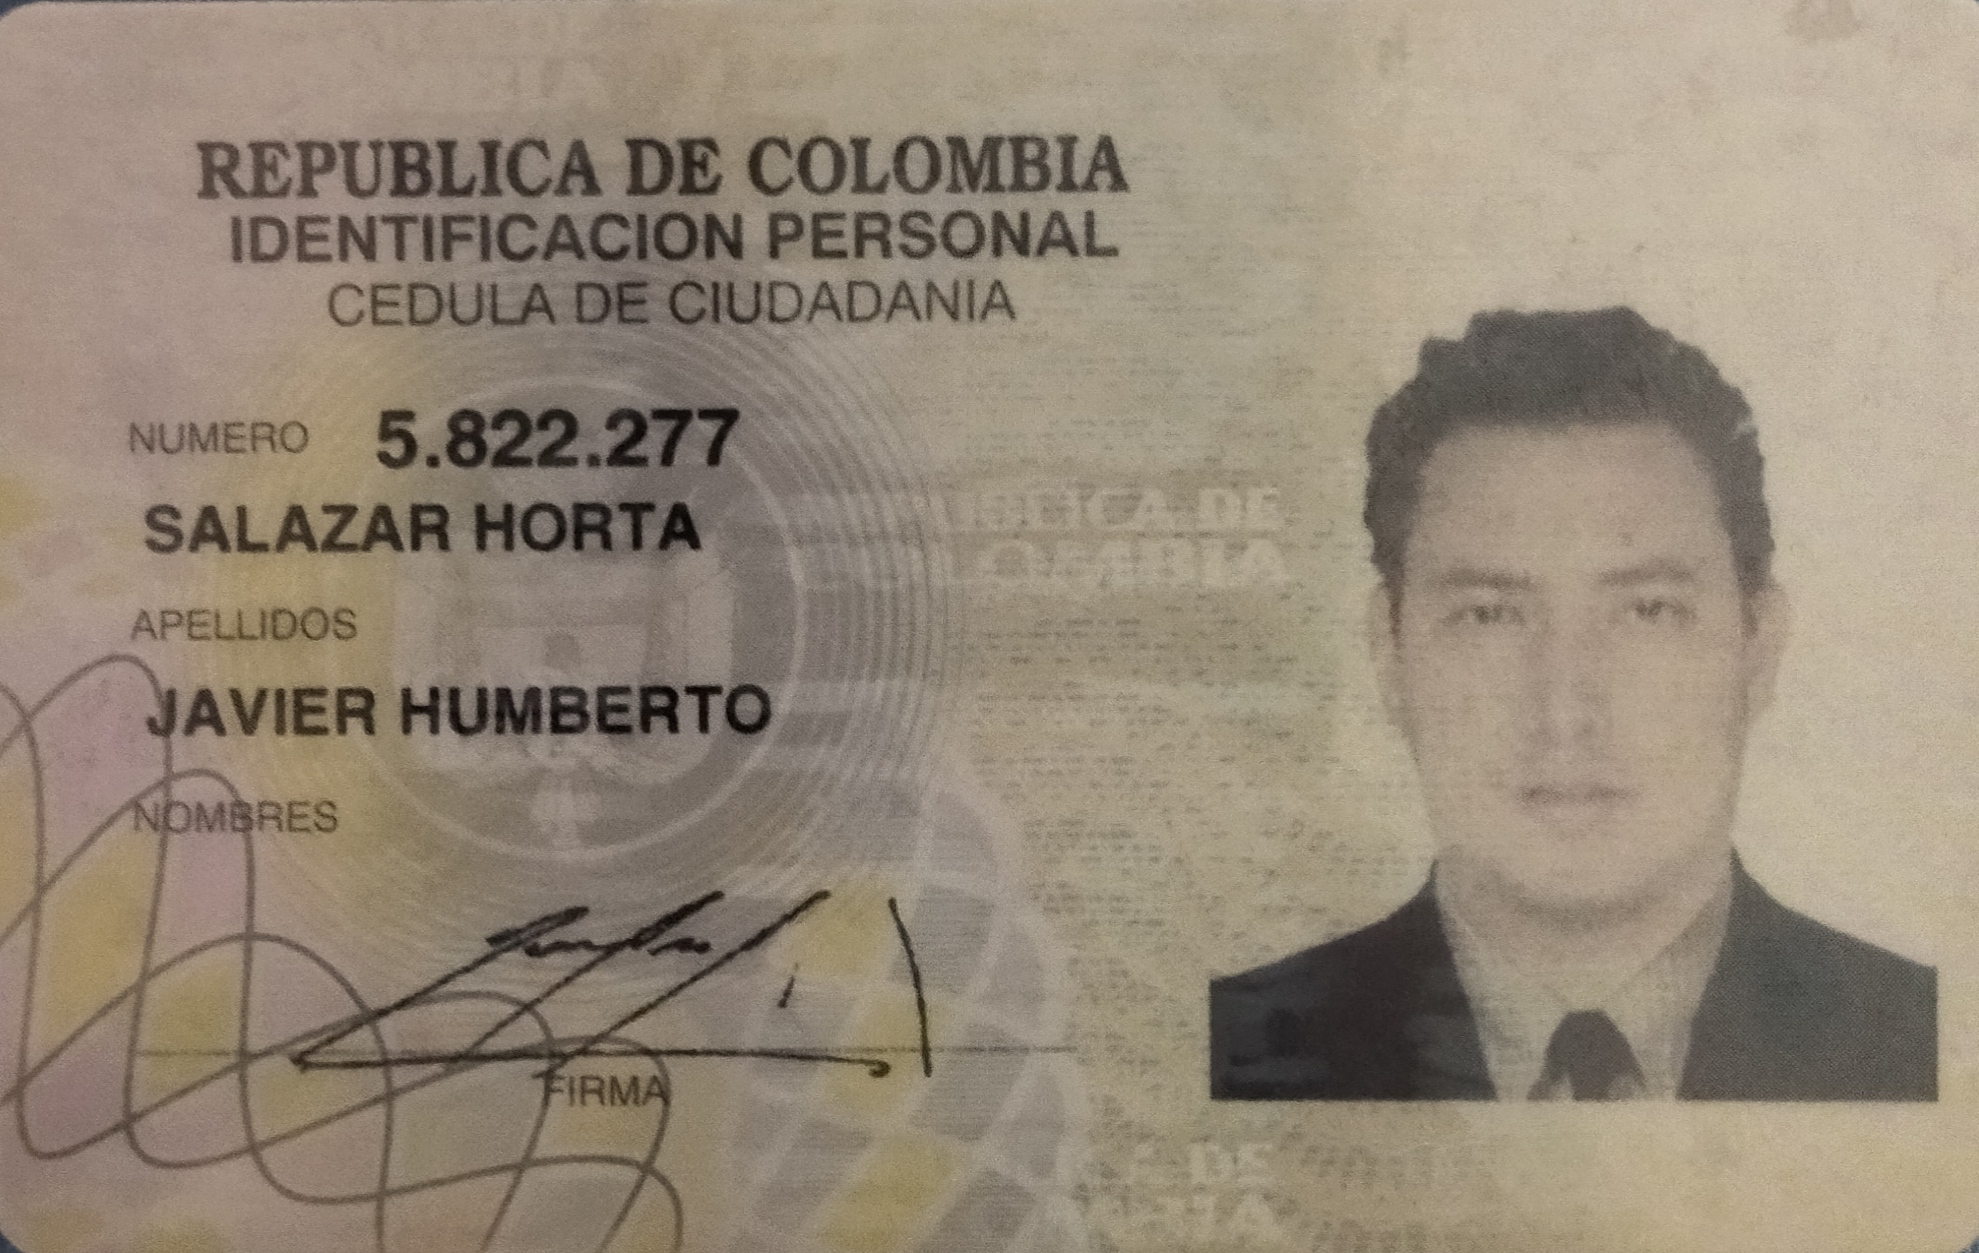 REPUBLICA DE COLOMBIA
IDENTIFICACION PERSONAL
CEDULA DE CIUDADANIA
NUMERO 5.822.277
SALAZAR HORTA
APELLIDOS
JAVIER HUMBERTO
NOMBRES
FIRMA